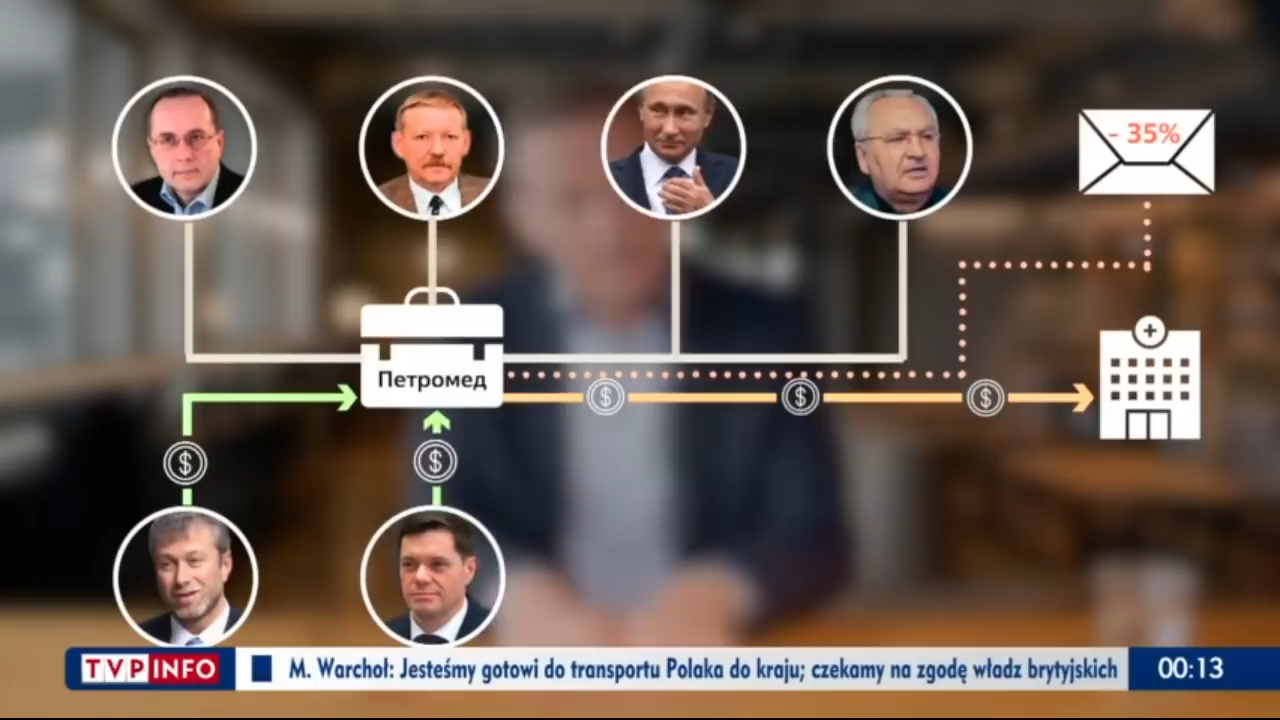 - 35%
Петромед
$ $ $
$ $
TVP INFO M. Warchoł: Jesteśmy gotowi do transportu Polaka do kraju; czekamy na zgodę władz brytyjskich 00:13